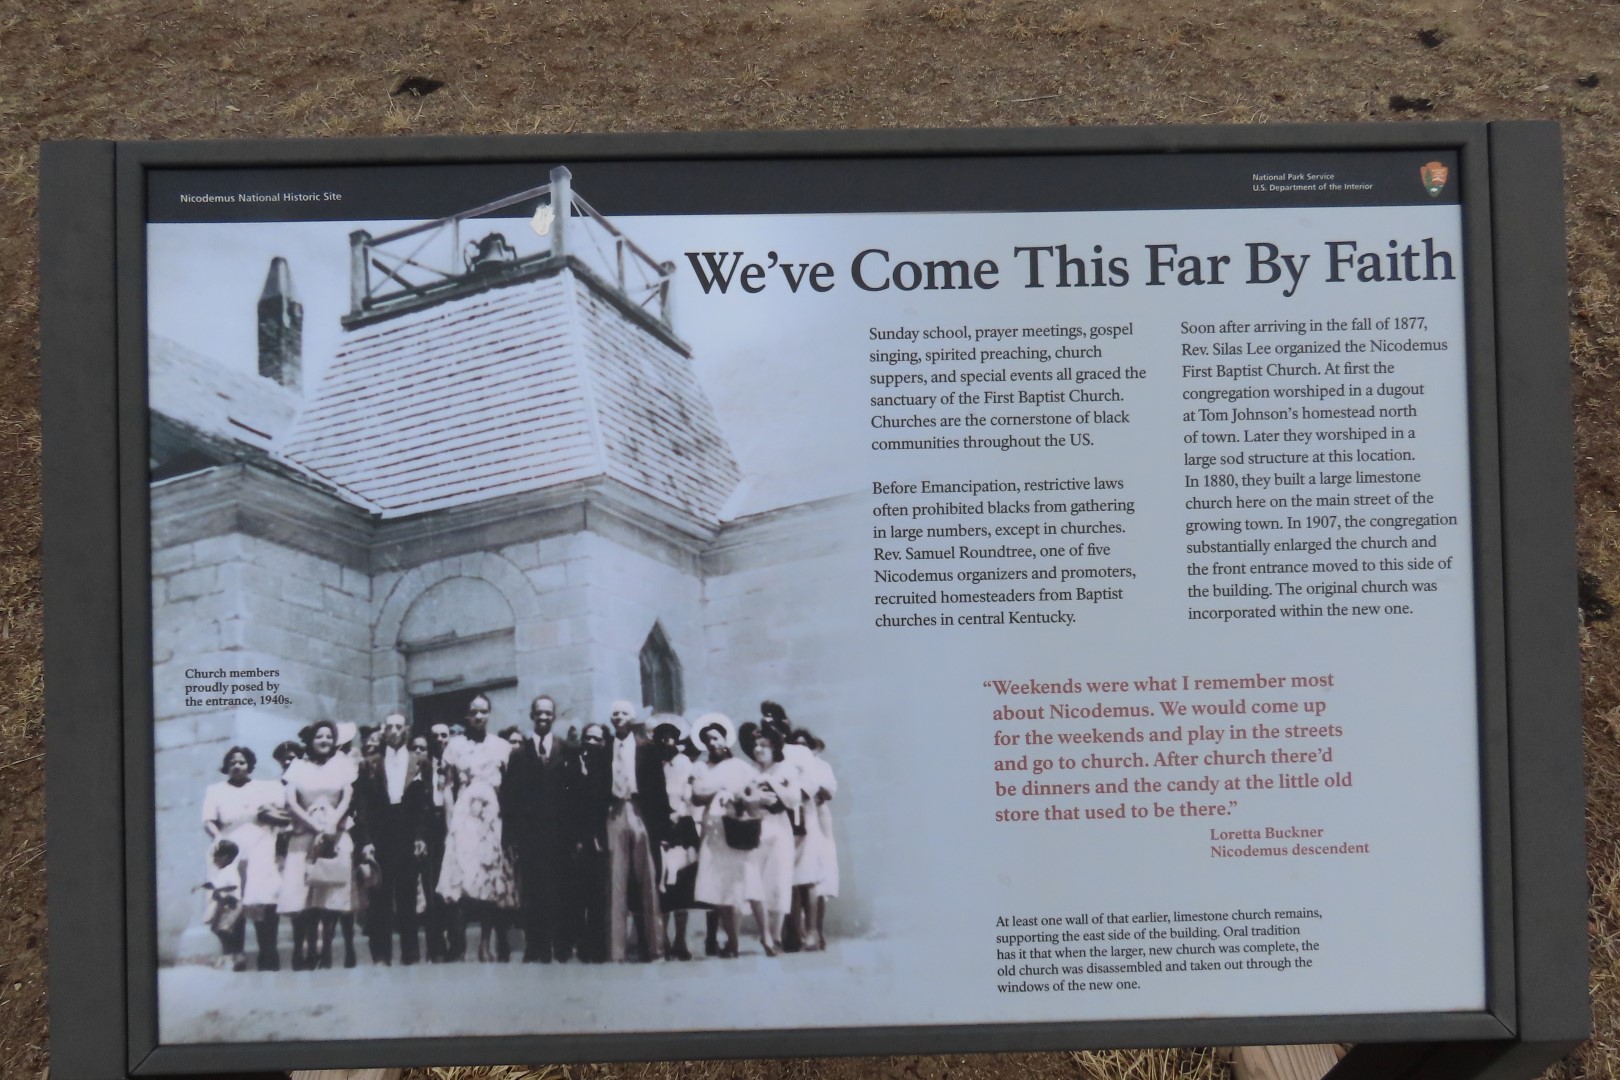 Nicodemus National Historic Site
National Park Service
U.S. Department of the Interior
We've Come This Far By Faith
Sunday school, prayer meetings, gospel
singing, spirited preaching, church
suppers, and special events all graced the
sanctuary of the First Baptist Church.
Churches are the cornerstone of black
communities throughout the US.
Before Emancipation, restrictive laws
often prohibited blacks from gathering
in large numbers, except in churches.
Rev. Samuel Roundtree, one of five
Nicodemus organizers and promoters,
recruited homesteaders from Baptist
churches in central Kentucky.
Soon after arriving in the fall of 1877,
Rev. Silas Lee organized the Nicodemus
First Baptist Church. At first the
congregation worshiped in a dugout
at Tom Johnson's homestead north
of town. Later they worshiped in a
large sod structure at this location.
In 1880, they built a large limestone
church here on the main street of the
growing town. In 1907, the congregation
substantially enlarged the church and
the front entrance moved to this side of
the building. The original church was
incorporated within the new one.
Church members
proudly posed by
the entrance, 1940s.
“Weekends were what I remember most
about Nicodemus. We would come up
for the weekends and play in the streets
and go to church. After church there'd
be dinners and the candy at the little old
store that used to be there.”
Loretta Buckner
Nicodemus descendent
At least one wall of that earlier, limestone church remains,
supporting the east side of the building. Oral tradition
has it that when the larger, new church was complete, the
old church was disassembled and taken out through the
windows of the new one.